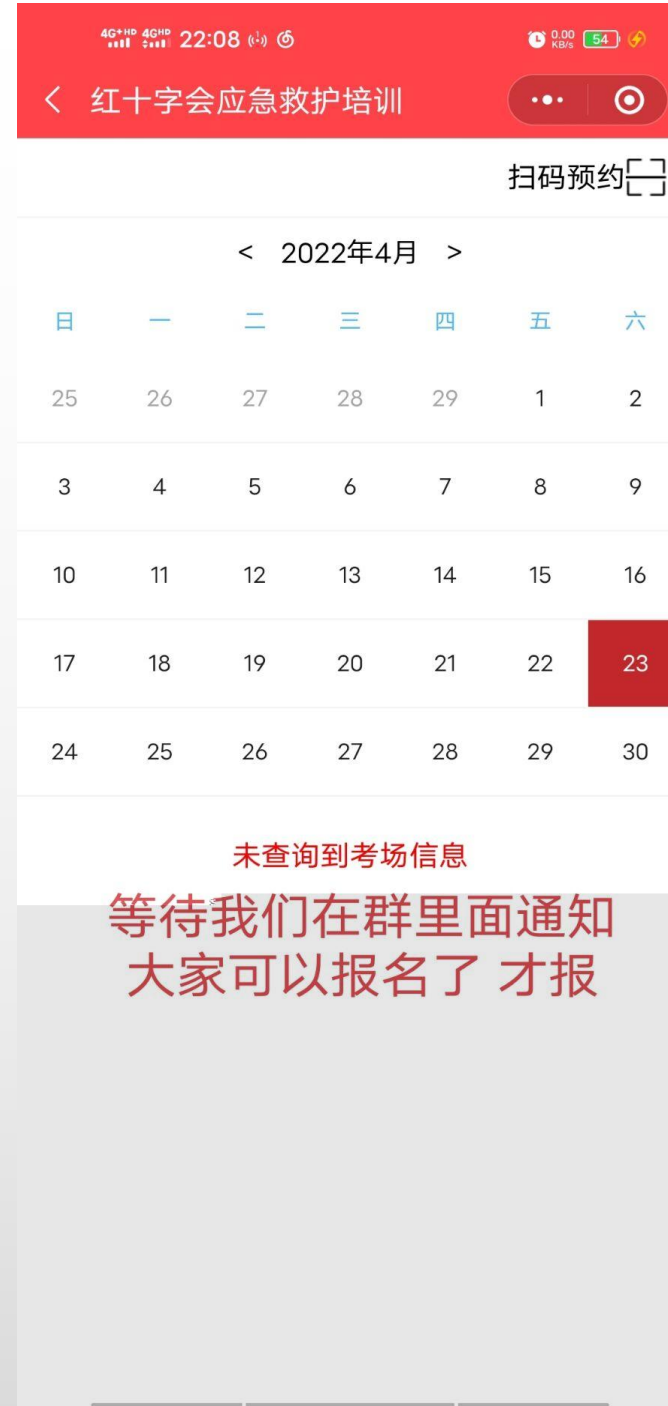 4G+HD 4GHD 22:08 0.00 KB/s 54
< 红十字会应急救护培训
扫码预约
< 2022年4月 >
日 一 二 三 四 五 六
25 26 27 28 29 1 2
3 4 5 6 7 8 9
10 11 12 13 14 15 16
17 18 19 20 21 22 23
24 25 26 27 28 29 30
未查询到考场信息
等待我们在群里面通知
大家可以报名了 才报